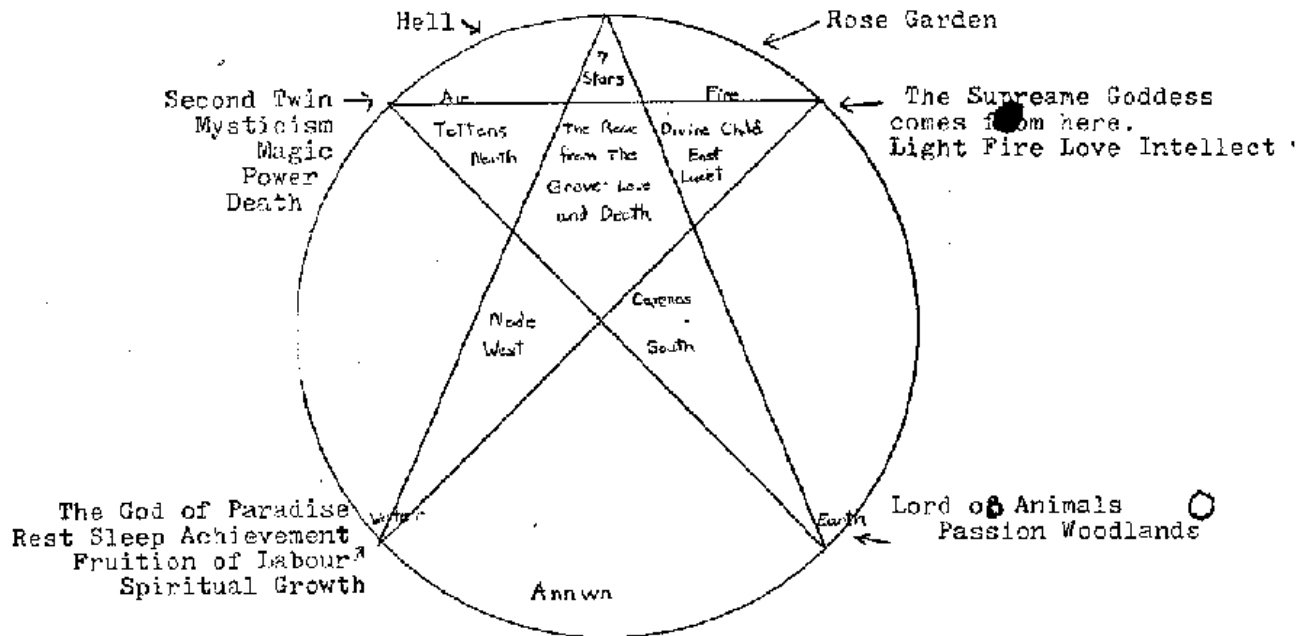 Hell
Rose Garden
?
Stars
Second Twin
Mysticism
Magic
Power
Death
Air
Fire
The Supreame Goddess
comes from here.
Light Fire Love Intellect
Tettens
North
The Rose
from The
Grave Love
and Death
Divine Child
East
Lucet
Node
West
Carenos
South
The God of Paradise
Rest Sleep Achievement
Fruition of Labour
Spiritual Growth
Water
Earth
Lord of Animals
Passion Woodlands
Annwn